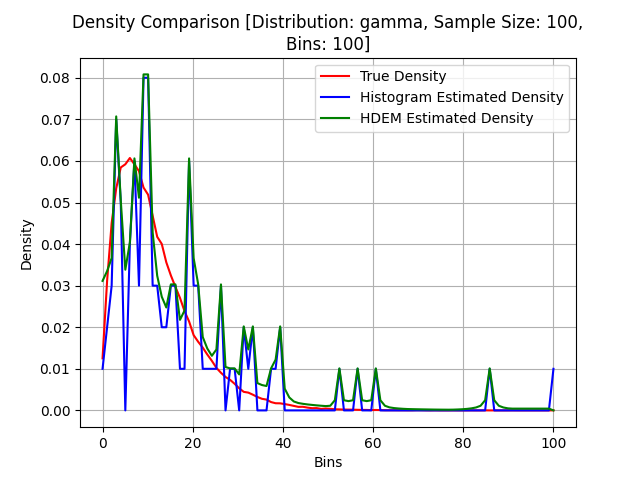 Density Comparison [Distribution: gamma, Sample Size: 100,
Bins: 100]
True Density
Histogram Estimated Density
HDEM Estimated Density
Density
0.08
0.07
0.06
0.05
0.04
0.03
0.02
0.01
0.00
0 20 40 60 80 100
Bins